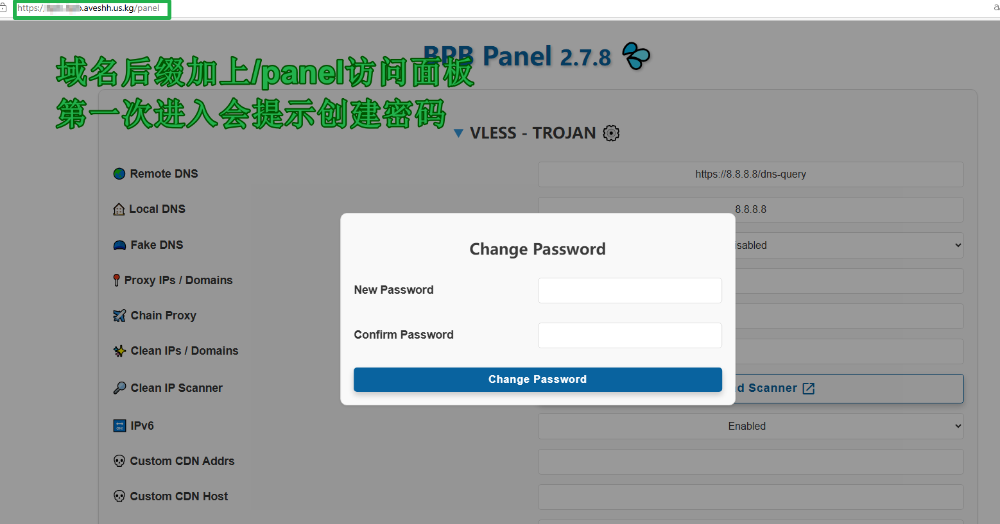 https://
.aveshh.us.kg/panel
BPB Panel 2.7.8
域名后缀加上/panel访问面板
第一次进入会提示创建密码
VLESS - TROJAN
Remote DNS
https://8.8.8.8/dns-query
Local DNS
8.8.8.8
Fake DNS
isabled
Proxy IPs / Domains
Chain Proxy
Clean IPs / Domains
Clean IP Scanner
d Scanner
IPv6
Enabled
Custom CDN Addrs
Custom CDN Host
Change Password
New Password
Confirm Password
Change Password